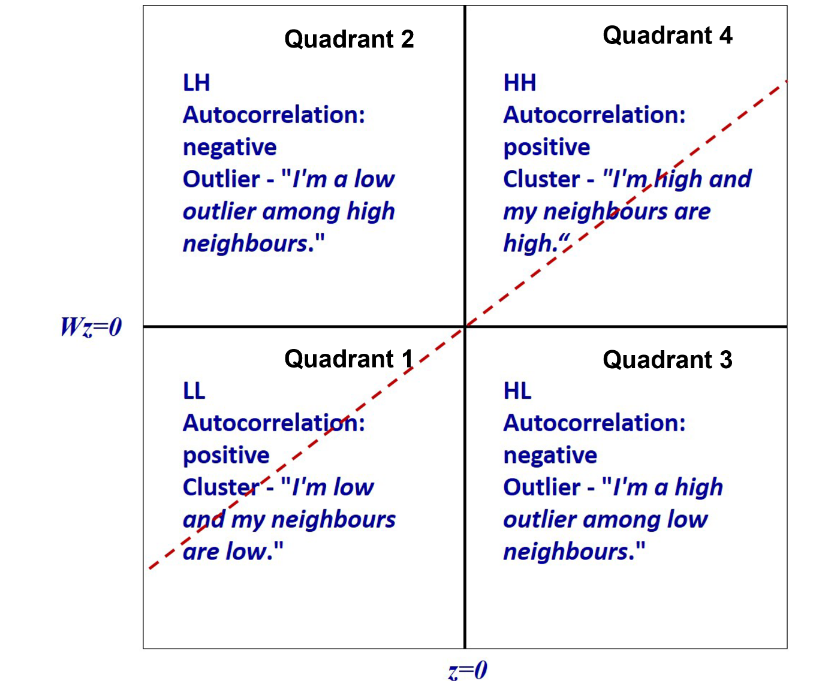 Quadrant 2
LH
Autocorrelation:
negative
Outlier - "I'm a low
outlier among high
neighbours."
Quadrant 4
HH
Autocorrelation:
positive
Cluster - "I'm high and
my neighbours are
high.“
Wz=0
Quadrant 1
LL
Autocorrelation:
positive
Cluster - "I'm low
and my neighbours
are low."
Quadrant 3
HL
Autocorrelation:
negative
Outlier - "I'm a high
outlier among low
neighbours."
z=0